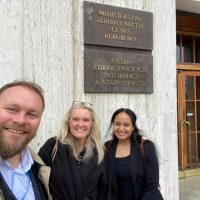 MINISTERSTVO
ZDRAVOTNICTVÍ
ČESKÉ
REPUBLIKY
ÚSTAV
ZDRAVOTNICKÝCH
INFORMACÍ
A STATISTIKY ČR